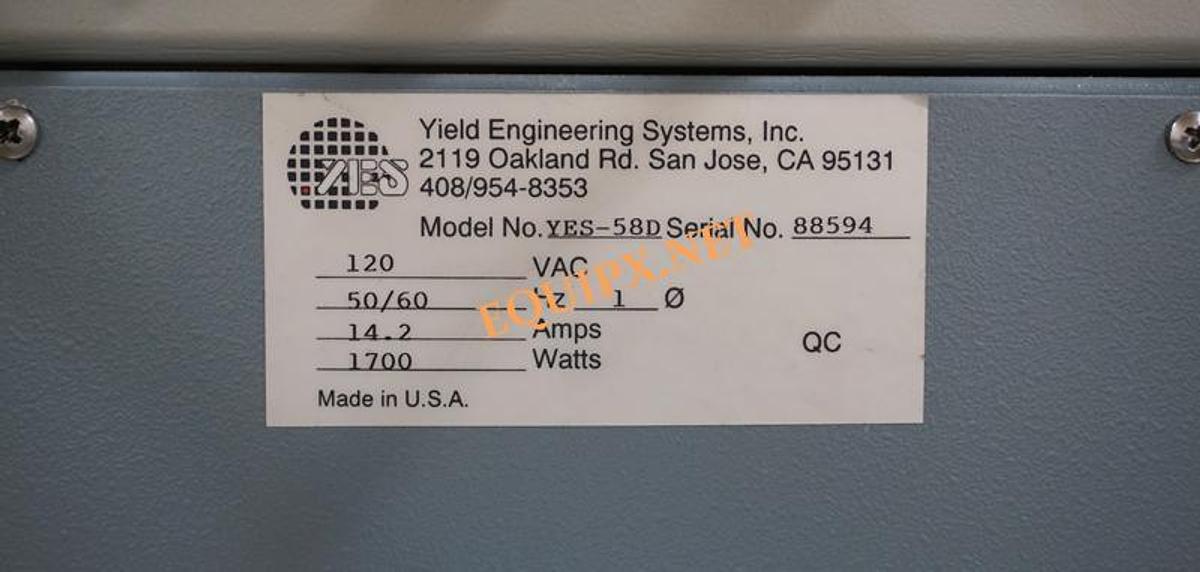 YES
Yield Engineering Systems, Inc.
2119 Oakland Rd. San Jose, CA 95131
408/954-8353
Model No. YES-58D Serial No. 88594
120 VAC
50/60 hz 1 Ø
14.2 Amps
1700 Watts
QC
Made in U.S.A.
EQUIPX.NET